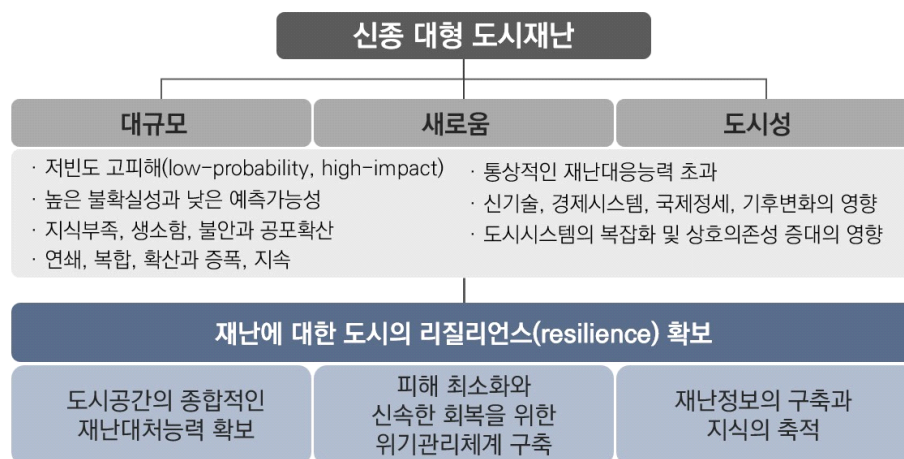 신종 대형 도시재난
대규모
새로움
도시성
· 저빈도 고피해(low-probability, high-impact)
· 높은 불확실성과 낮은 예측가능성
· 지식부족, 생소함, 불안과 공포확산
· 연쇄, 복합, 확산과 증폭, 지속
· 통상적인 재난대응능력 초과
· 신기술, 경제시스템, 국제정세, 기후변화의 영향
· 도시시스템의 복잡화 및 상호의존성 증대의 영향
재난에 대한 도시의 리질리언스(resilience) 확보
도시공간의 종합적인
재난대처능력 확보
피해 최소화와
신속한 회복을 위한
위기관리체계 구축
재난정보의 구축과
지식의 축적